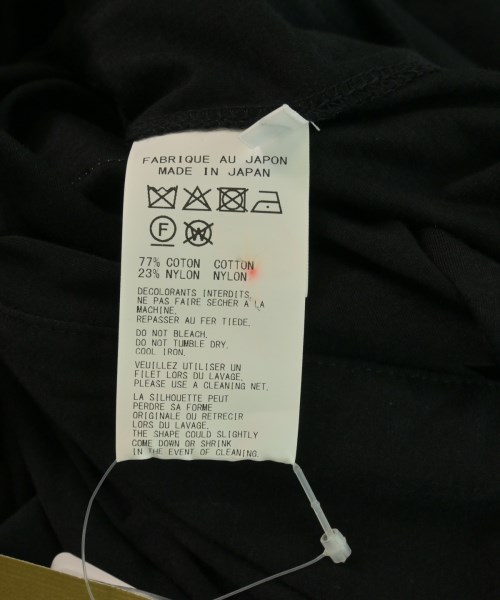 FABRIQUE AU JAPON
MADE IN JAPAN
F W
77% COTON COTTON
23% NYLON NYLON
DECOLORANTS INTERDITS.
NE PAS FAIRE SECHER A LA
MACHINE.
REPASSER AU FER TIEDE.
DO NOT BLEACH.
DO NOT TUMBLE DRY.
COOL IRON.
VEUILLEZ UTILISER UN
FILET LORS DU LAVAGE.
PLEASE USE A CLEANING NET.
LA SILHOUETTE PEUT
PERDRE SA FORME
ORIGINALE OU RETRECIR
LORS DU LAVAGE.
THE SHAPE COULD SLIGHTLY
COME DOWN OR SHRINK
IN THE EVENT OF CLEANING.